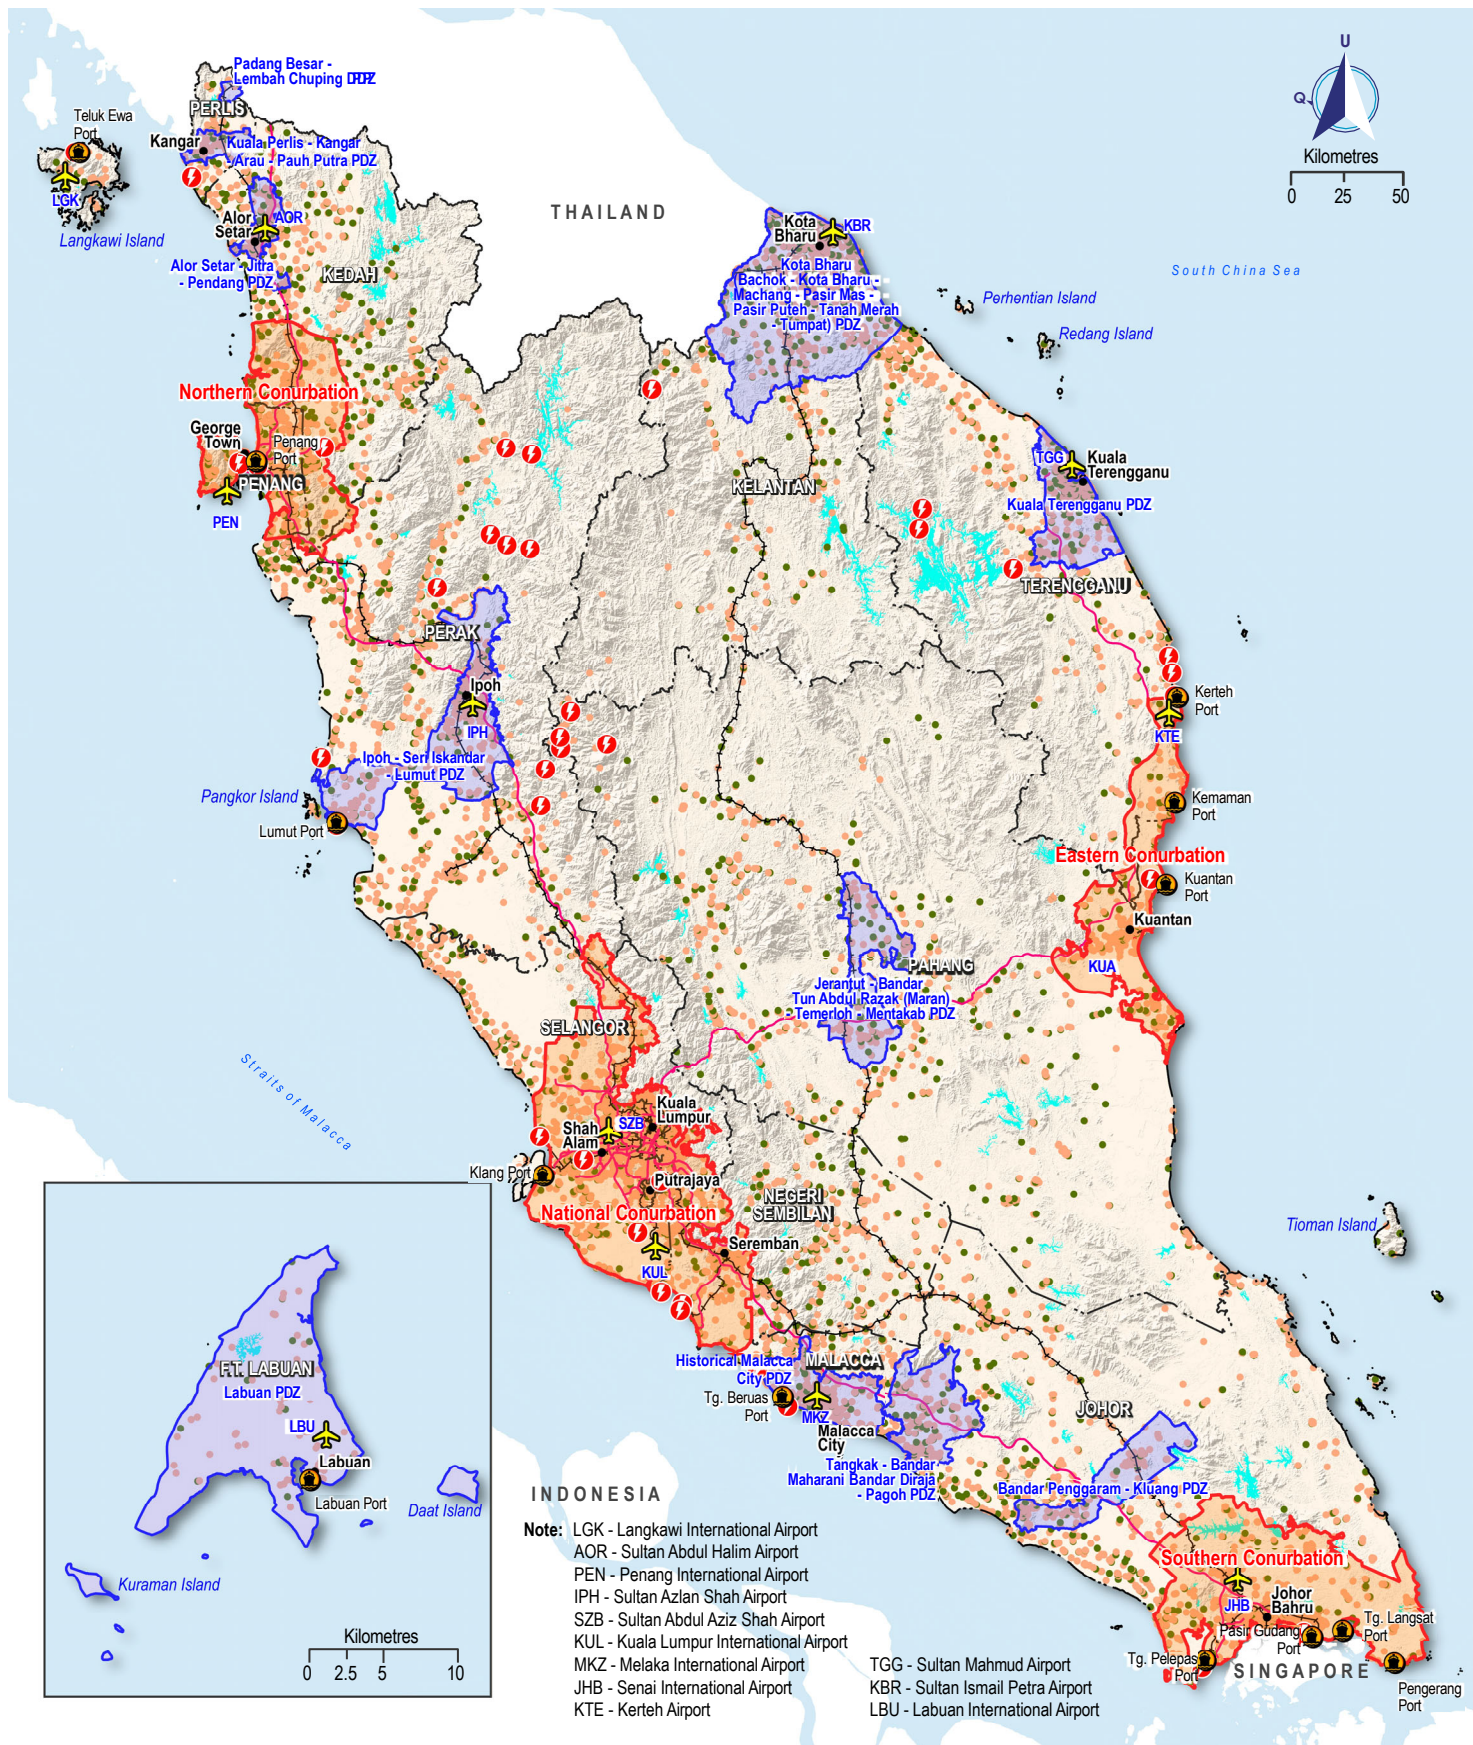 U
Q
Kilometres
0 25 50
Padang Besar -
Lembah Chuping DPDPZ
PERLIS
Teluk Ewa
Port
Kangar
Kuala Perlis - Kangar
- Arau - Pauh Putra PDZ
LGK
Langkawi Island
Alor
Setar
AOR
Alor Setar - Jitra
- Pendang PDZ
KEDAH
THAILAND
Kota
Bharu
KBR
Kota Bharu
(Bachok - Kota Bharu -
Machang - Pasir Mas -
Pasir Puteh - Tanah Merah
- Tumpat) PDZ
South China Sea
Perhentian Island
Redang Island
Northern Conurbation
George
Town
Penang
Port
PENANG
PEN
KELANTAN
TGG
Kuala
Terengganu
Kuala Terengganu PDZ
TERENGGANU
PERAK
Ipoh
IPH
Ipoh - Seri Iskandar
- Lumut PDZ
Pangkor Island
Lumut Port
Kerteh
Port
KTE
Kemaman
Port
Eastern Conurbation
Kuantan
Port
Kuantan
KUA
PAHANG
Jerantut - Bandar
Tun Abdul Razak (Maran)
- Temerloh - Mentakab PDZ
SELANGOR
Straits of Malacca
Kuala
Lumpur
SZB
Shah
Alam
Klang Port
Putrajaya
National Conurbation
NEGERI
SEMBILAN
Seremban
KUL
Tioman Island
Historical Malacca
City PDZ
MALACCA
Tg. Beruas
Port
MKZ
Malacca
City
JOHOR
Tangkak - Bandar
Maharani Bandar Diraja
- Pagoh PDZ
Bandar Penggaram - Kluang PDZ
Southern Conurbation
JHB
Johor
Bahru
Pasir Gudang
Port
Tg. Langsat
Port
Tg. Pelepas
Port
SINGAPORE
Pengerang
Port
F.T. LABUAN
Labuan PDZ
LBU
Labuan
Labuan Port
Daat Island
Kuraman Island
Kilometres
0 2.5 5 10
INDONESIA
Note: LGK - Langkawi International Airport
AOR - Sultan Abdul Halim Airport
PEN - Penang International Airport
IPH - Sultan Azlan Shah Airport
SZB - Sultan Abdul Aziz Shah Airport
KUL - Kuala Lumpur International Airport
MKZ - Melaka International Airport
JHB - Senai International Airport
KTE - Kerteh Airport
TGG - Sultan Mahmud Airport
KBR - Sultan Ismail Petra Airport
LBU - Labuan International Airport